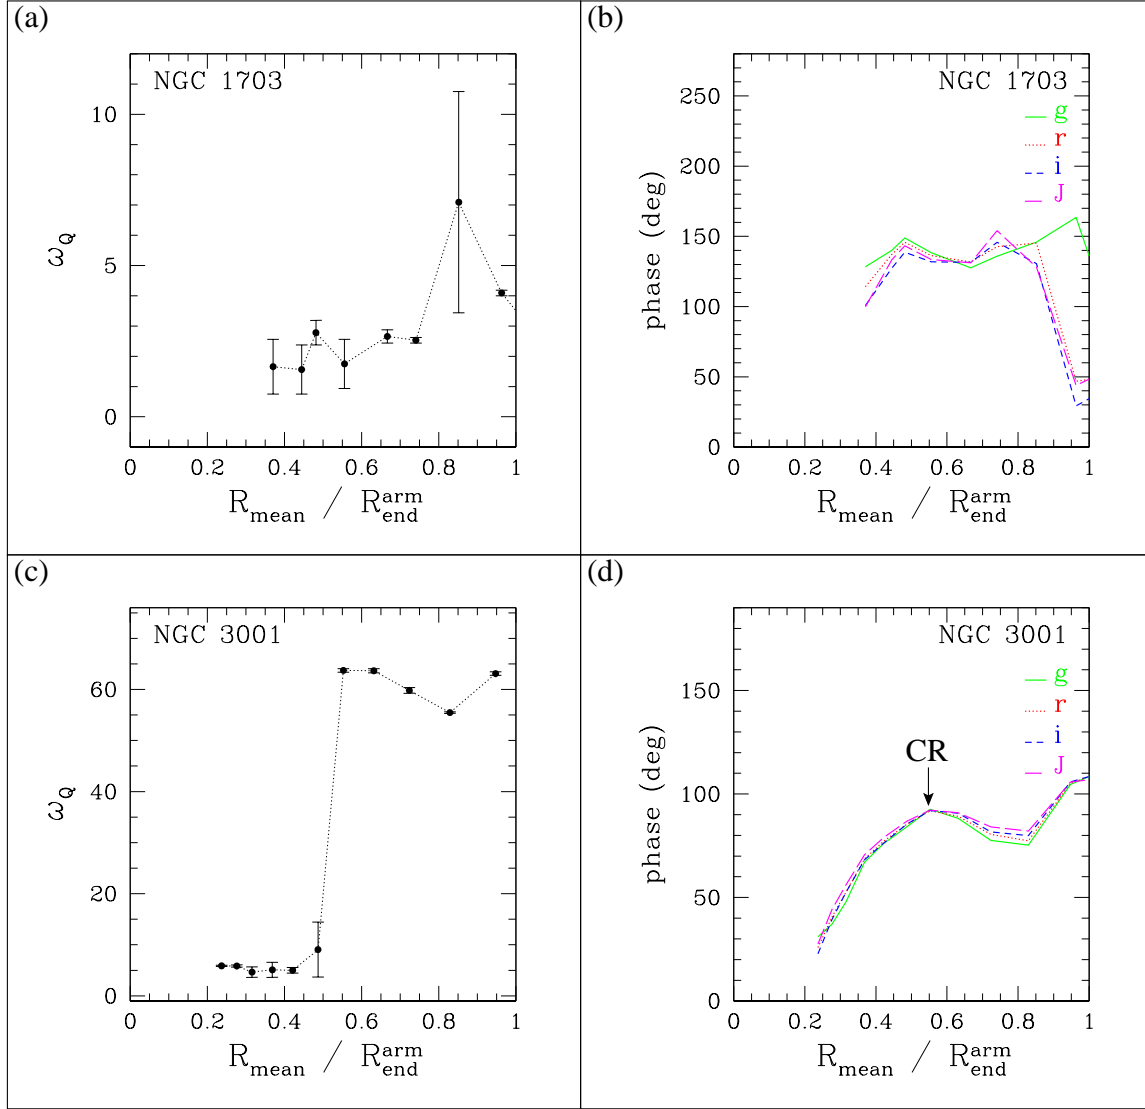 (a)
NGC 1703
10
5
0
ω_Q
0 0.2 0.4 0.6 0.8 1
R_mean / R_end^arm
(b)
NGC 1703
g
r
i
J
250
200
150
100
50
0
phase (deg)
0 0.2 0.4 0.6 0.8 1
R_mean / R_end^arm
(c)
NGC 3001
60
40
20
0
ω_Q
0 0.2 0.4 0.6 0.8 1
R_mean / R_end^arm
(d)
NGC 3001
g
r
i
J
CR
150
100
50
0
phase (deg)
0 0.2 0.4 0.6 0.8 1
R_mean / R_end^arm